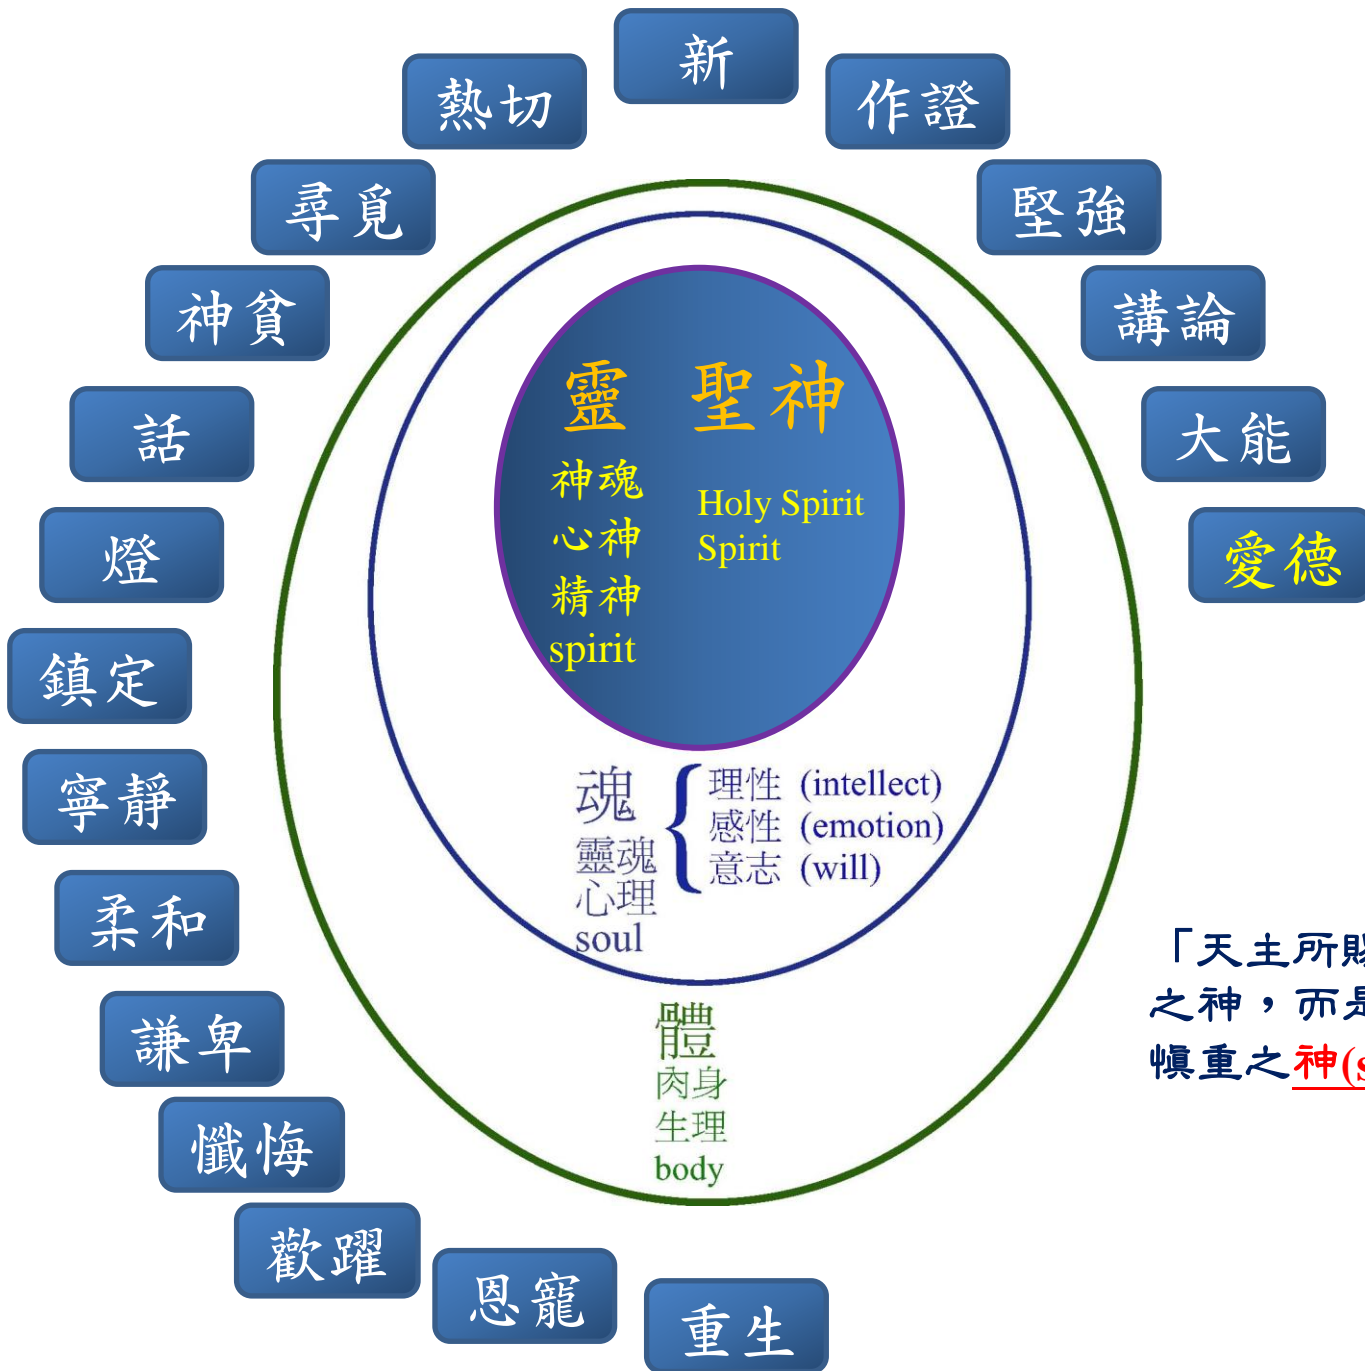 新
熱切
作證
尋覓
堅強
神貧
講論
話
大能
燈
愛德
鎮定
寧靜
柔和
謙卑
懺悔
歡躍
恩寵
重生
靈 聖神
神魂
心神
精神
spirit
Holy Spirit
Spirit
魂
靈魂
心理
soul
理性 (intellect)
感性 (emotion)
意志 (will)
體
肉身
生理
body
「天主所賜
之神,而是
慎重之神(s